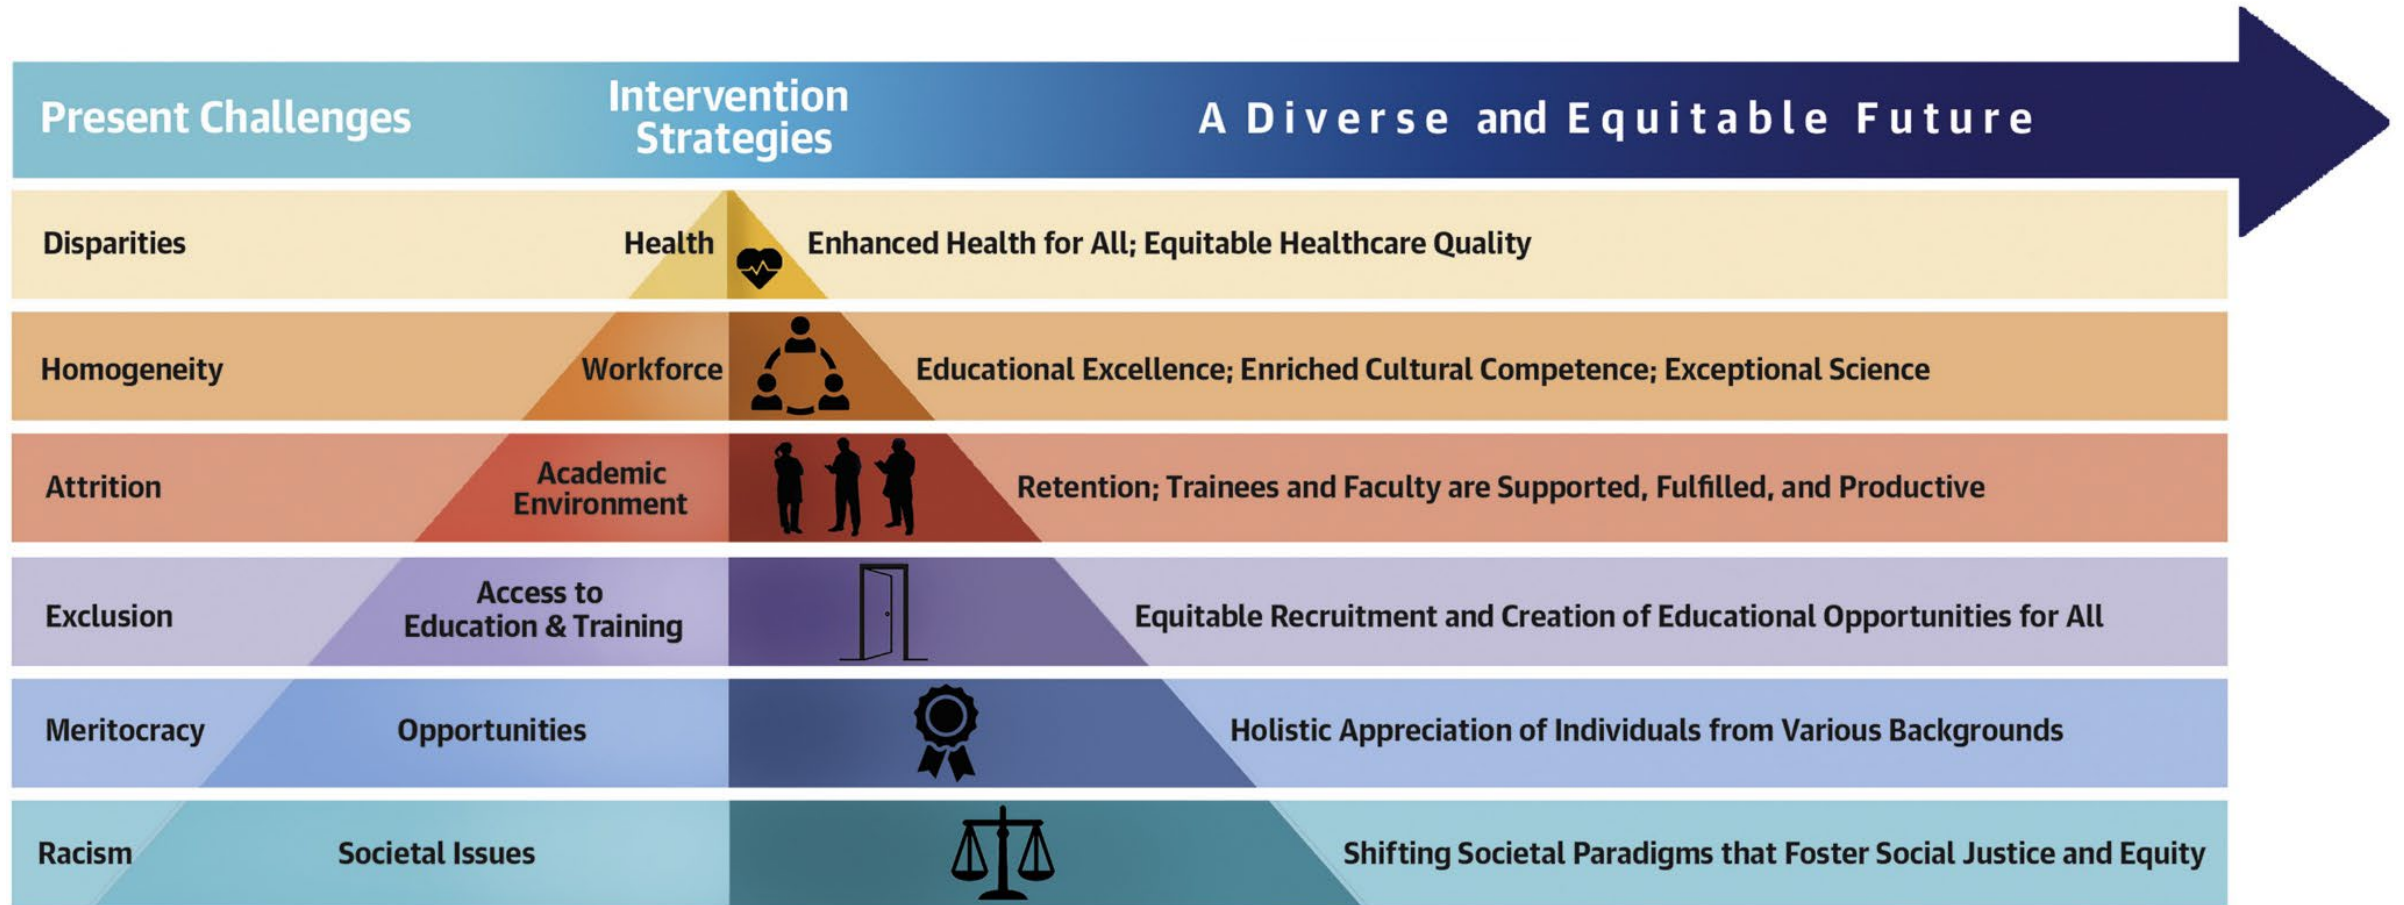 Present Challenges
Intervention
Strategies
A Diverse and Equitable Future
Disparities
Health
Enhanced Health for All; Equitable Healthcare Quality
Homogeneity
Workforce
Educational Excellence; Enriched Cultural Competence; Exceptional Science
Attrition
Academic
Environment
Retention; Trainees and Faculty are Supported, Fulfilled, and Productive
Exclusion
Access to
Education & Training
Equitable Recruitment and Creation of Educational Opportunities for All
Meritocracy
Opportunities
Holistic Appreciation of Individuals from Various Backgrounds
Racism
Societal Issues
Shifting Societal Paradigms that Foster Social Justice and Equity